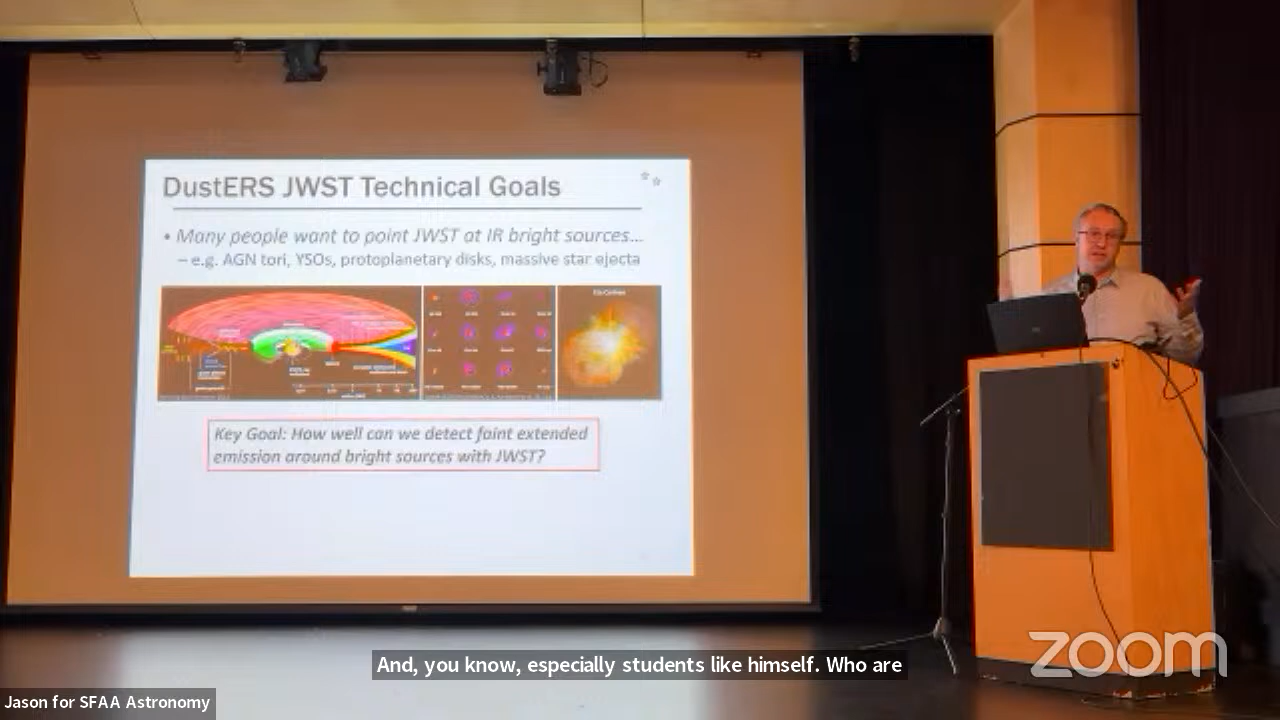 DustERS JWST Technical Goals
• Many people want to point JWST at IR bright sources...
– e.g. AGN tori, YSOs, protoplanetary disks, massive star ejecta
Key Goal: How well can we detect faint extended
emission around bright sources with JWST?
zoom
And, you know, especially students like himself. Who are
Jason for SFAA Astronomy